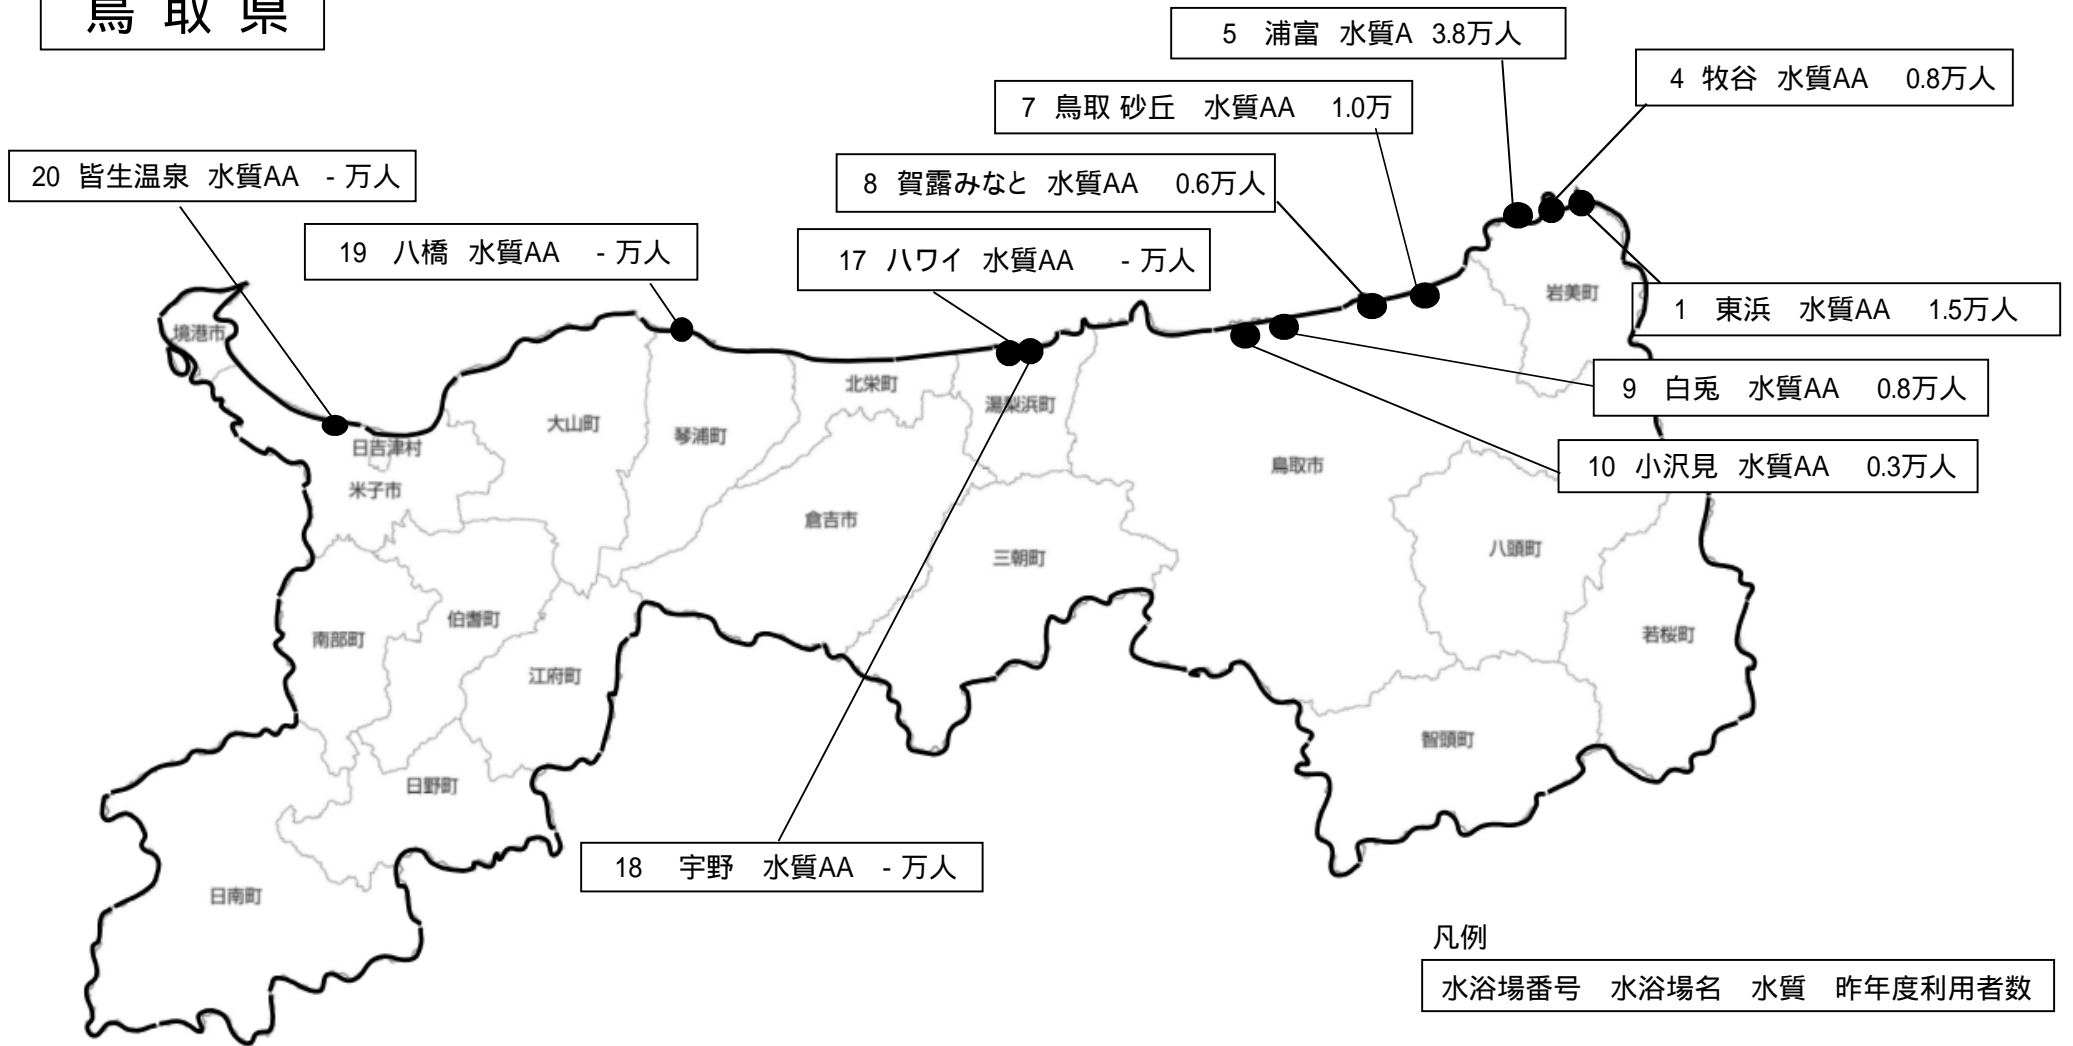 鳥取県
5 浦富 水質A 3.8万人
4 牧谷 水質AA 0.8万人
7 鳥取 砂丘 水質AA 1.0万
20 皆生温泉 水質AA - 万人
8 賀露みなと 水質AA 0.6万人
19 八橋 水質AA - 万人
17 ハワイ 水質AA - 万人
岩美町
1 東浜 水質AA 1.5万人
境港市
9 白兎 水質AA 0.8万人
北栄町
湯梨浜町
大山町
琴浦町
日吉津村
10 小沢見 水質AA 0.3万人
鳥取市
米子市
倉吉市
三朝町
八頭町
伯耆町
南部町
若桜町
江府町
智頭町
日野町
18 宇野 水質AA - 万人
日南町
凡例
水浴場番号 水浴場名 水質 昨年度利用者数